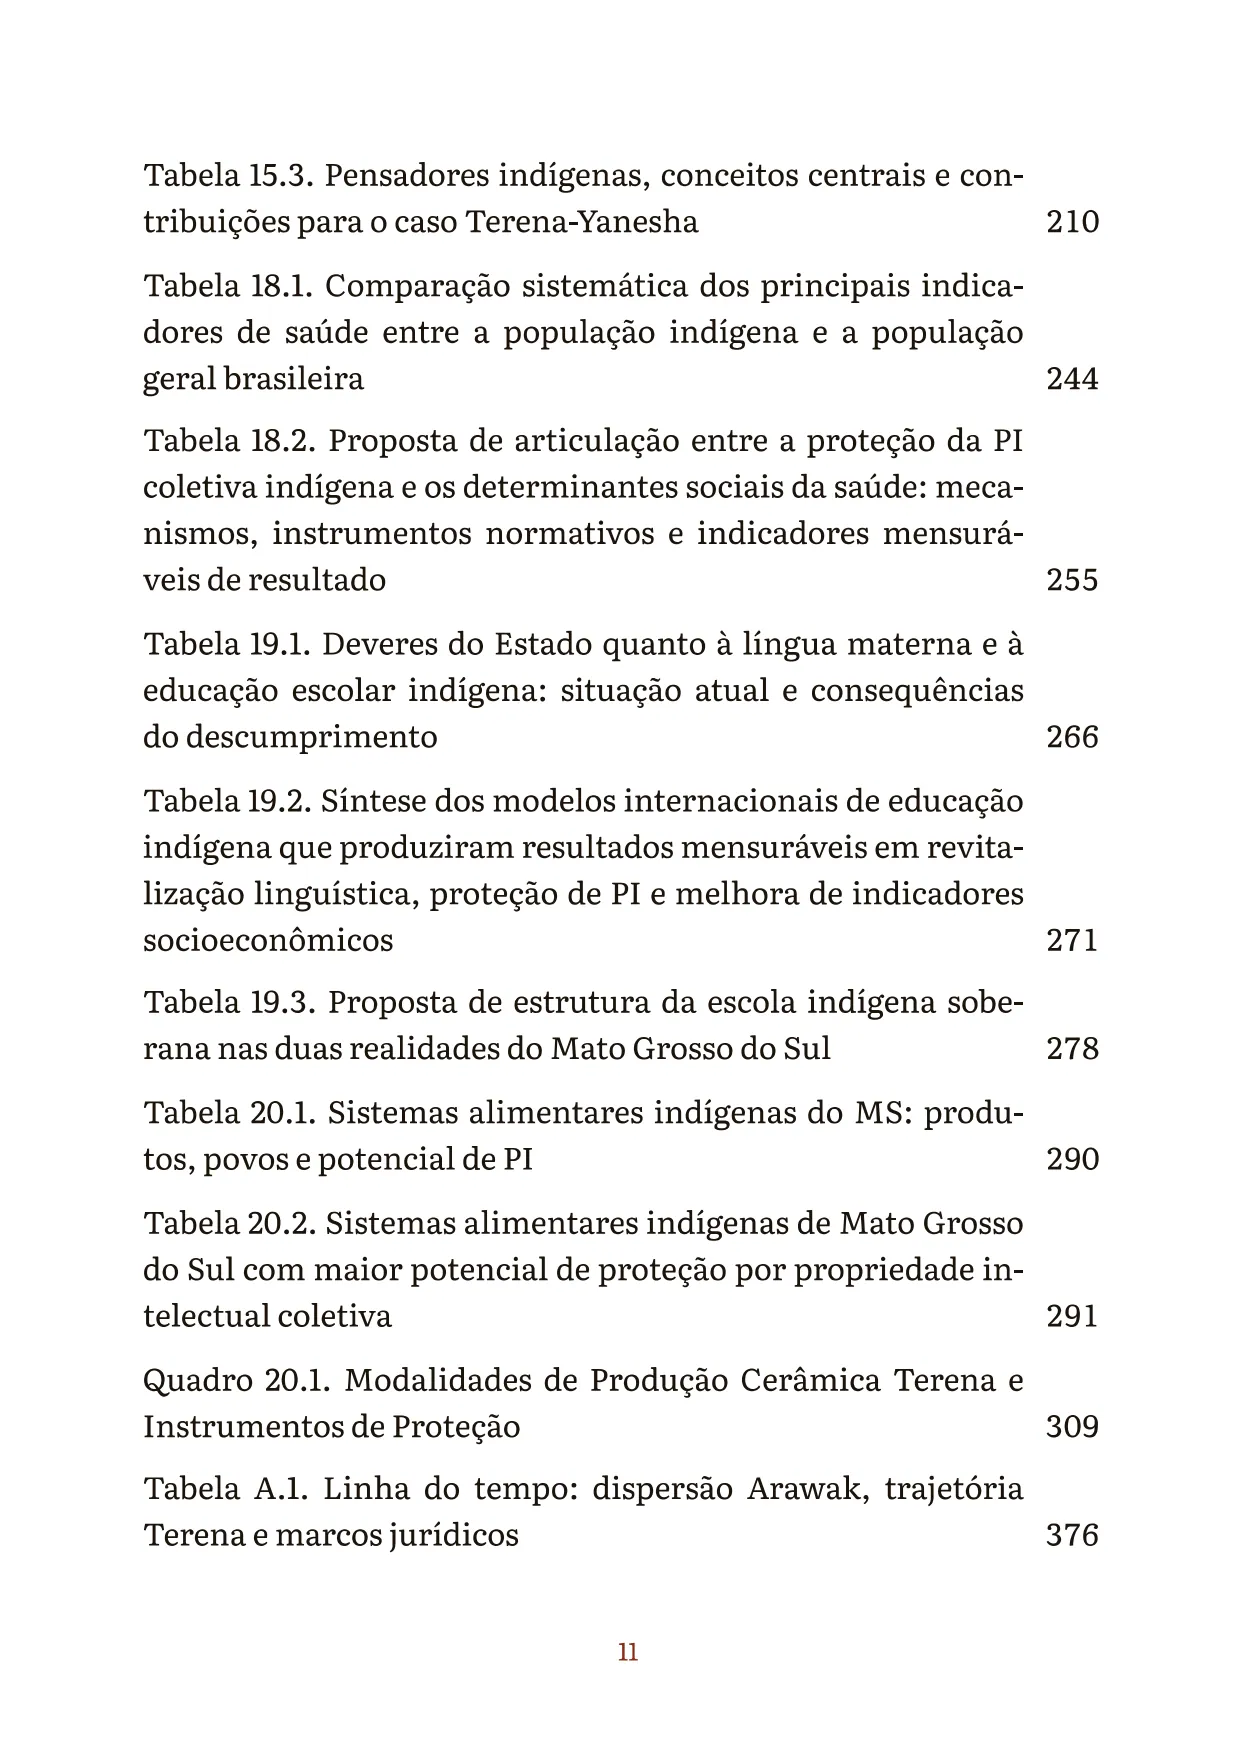 Tabela 15.3. Pensadores indígenas, conceitos centrais e con-
tribuições para o caso Terena-Yanesha 210
Tabela 18.1. Comparação sistemática dos principais indica-
dores de saúde entre a população indígena e a população
geral brasileira 244
Tabela 18.2. Proposta de articulação entre a proteção da PI
coletiva indígena e os determinantes sociais da saúde: meca-
nismos, instrumentos normativos e indicadores mensurá-
veis de resultado 255
Tabela 19.1. Deveres do Estado quanto à língua materna e à
educação escolar indígena: situação atual e consequências
do descumprimento 266
Tabela 19.2. Síntese dos modelos internacionais de educação
indígena que produziram resultados mensuráveis em revita-
lização linguística, proteção de PI e melhora de indicadores
socioeconômicos 271
Tabela 19.3. Proposta de estrutura da escola indígena sobe-
rana nas duas realidades do Mato Grosso do Sul 278
Tabela 20.1. Sistemas alimentares indígenas do MS: produ-
tos, povos e potencial de PI 290
Tabela 20.2. Sistemas alimentares indígenas de Mato Grosso
do Sul com maior potencial de proteção por propriedade in-
telectual coletiva 291
Quadro 20.1. Modalidades de Produção Cerâmica Terena e
Instrumentos de Proteção 309
Tabela A.1. Linha do tempo: dispersão Arawak, trajetória
Terena e marcos jurídicos 376
11